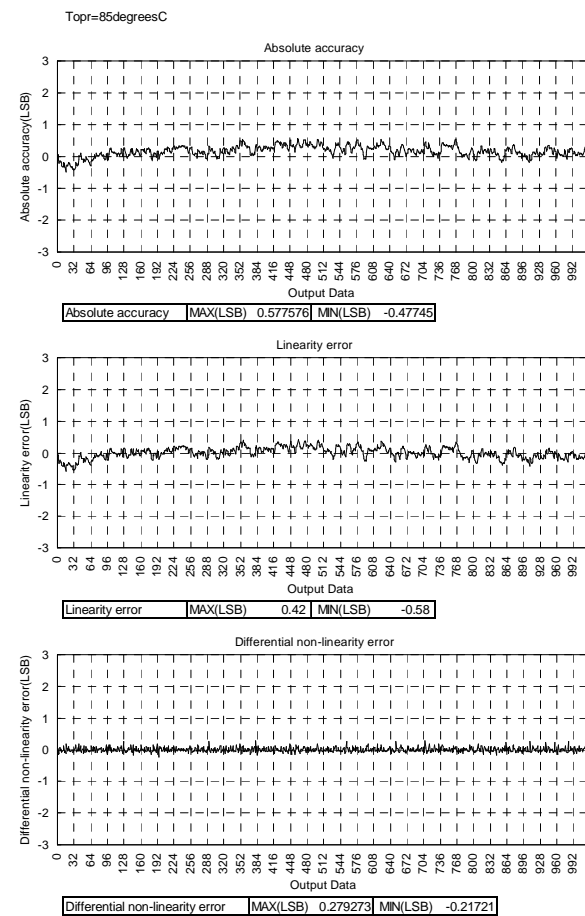 Topr=85degreesC
Absolute accuracy
Absolute accuracy(LSB)
3
2
1
0
-1
-2
-3
0 32 64 96 128 160 192 224 256 288 320 352 384 416 448 480 512 544 576 608 640 672 704 736 768 800 832 864 896 928 960 992
Output Data
Absolute accuracy MAX(LSB) 0.577576 MIN(LSB) -0.47745
Linearity error
Linearity error(LSB)
3
2
1
0
-1
-2
-3
0 32 64 96 128 160 192 224 256 288 320 352 384 416 448 480 512 544 576 608 640 672 704 736 768 800 832 864 896 928 960 992
Output Data
Linearity error MAX(LSB) 0.42 MIN(LSB) -0.58
Differential non-linearity error
Differential non-linearity error(LSB)
3
2
1
0
-1
-2
-3
0 32 64 96 128 160 192 224 256 288 320 352 384 416 448 480 512 544 576 608 640 672 704 736 768 800 832 864 896 928 960 992
Output Data
Differential non-linearity error MAX(LSB) 0.279273 MIN(LSB) -0.21721